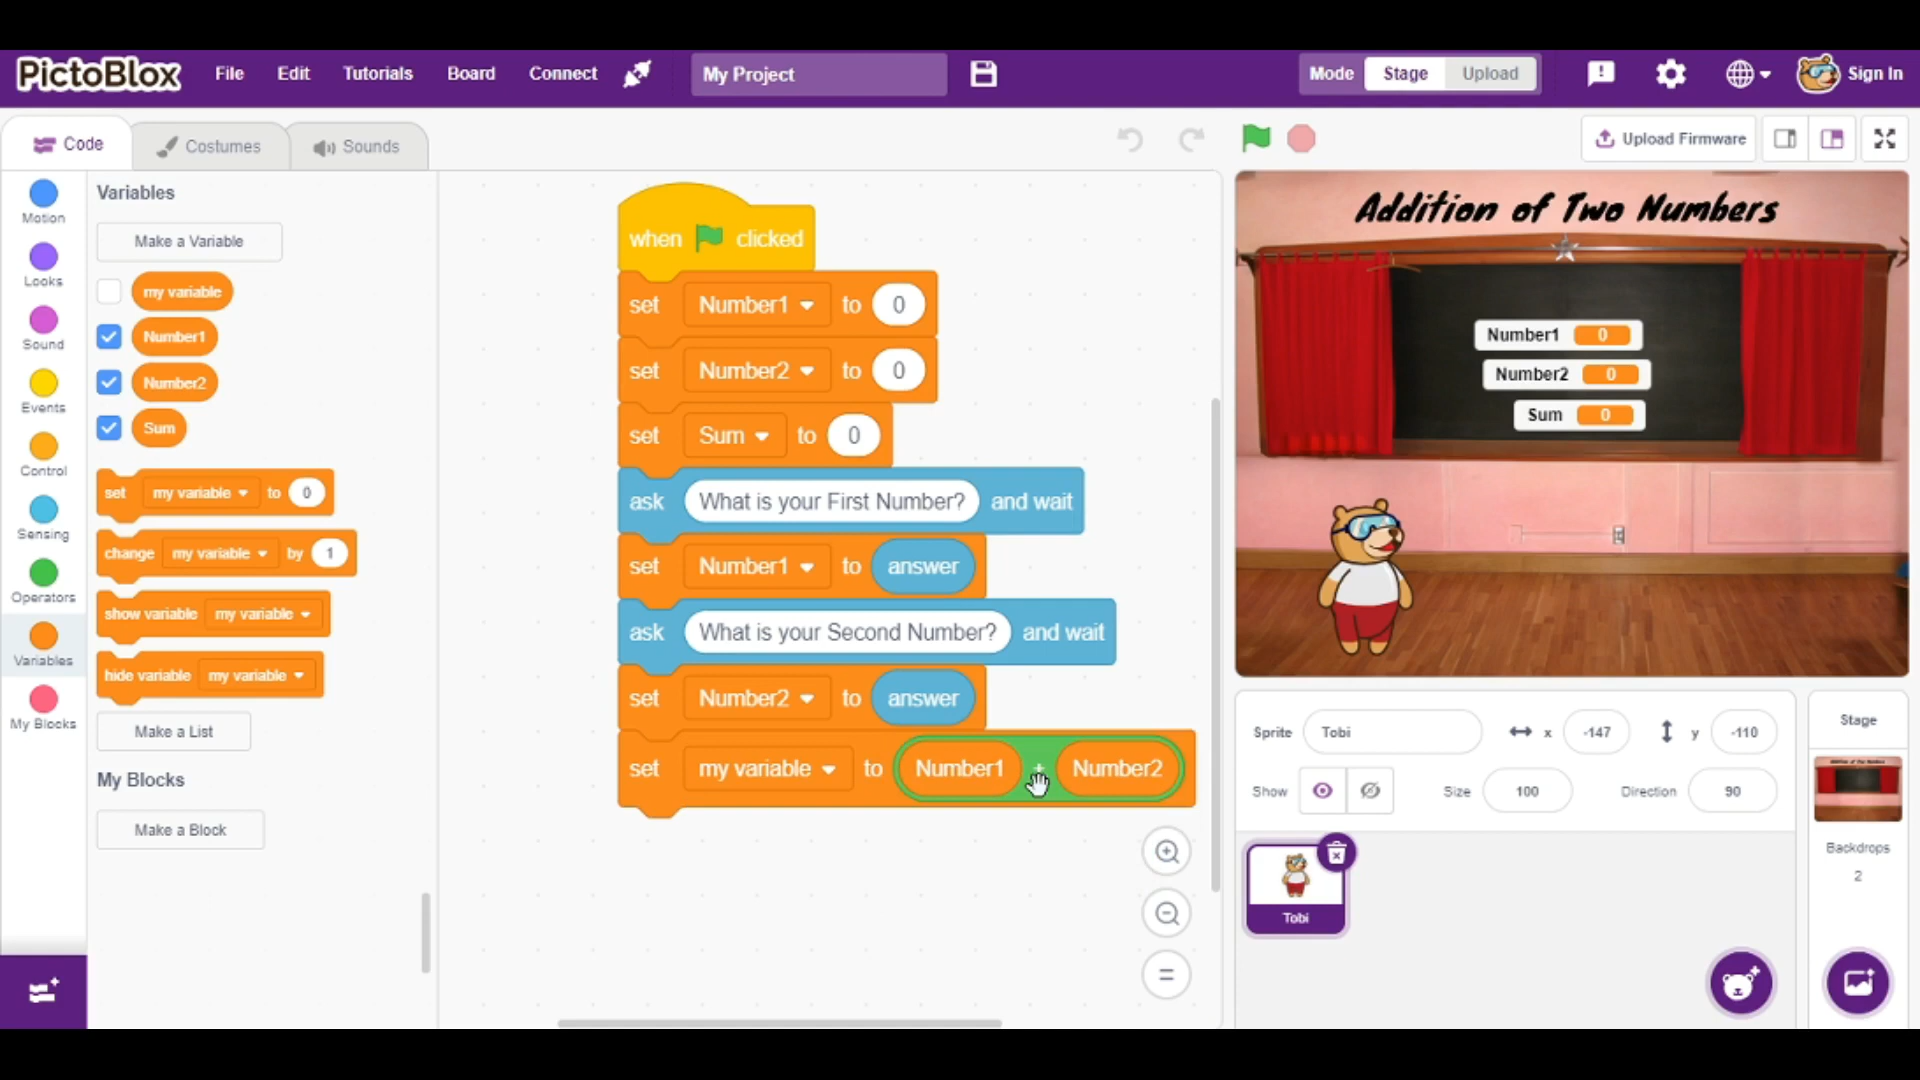 PictoBlox File Edit Tutorials Board Connect My Project Mode Stage Upload Sign In
Code Costumes Sounds
Upload Firmware
Motion
Looks
Sound
Events
Control
Sensing
Operators
Variables
My Blocks
Variables
Make a Variable
my variable
Number1
Number2
Sum
set my variable to 0
change my variable by 1
show variable my variable
hide variable my variable
Make a List
My Blocks
Make a Block
when clicked
set Number1 to 0
set Number2 to 0
set Sum to 0
ask What is your First Number? and wait
set Number1 to answer
ask What is your Second Number? and wait
set Number2 to answer
set my variable to Number1 + Number2
Addition of Two Numbers
Number1 0
Number2 0
Sum 0
Sprite Tobi x -147 y -110
Show Size 100 Direction 90
Tobi
Stage
Backdrops
2